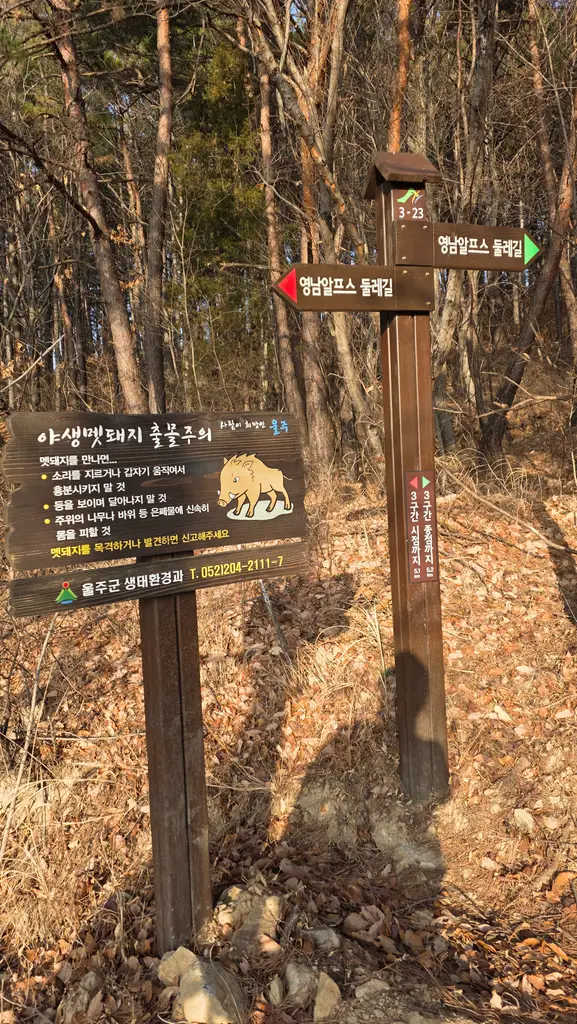 3-23
영남알프스 둘레길
영남알프스 둘레길
3구간 시점까지
3구간 종점까지
야생멧돼지 출몰주의
사람이 희망인 울주
멧돼지를 만나면...
• 소리를 지르거나 갑자기 움직여서
흥분시키지 말 것
• 등을 보이며 달아나지 말 것
• 주위의 나무나 바위 등 은폐물에 신속히
몸을 피할 것
멧돼지를 목격하거나 발견하면 신고해주세요
울주군 생태환경과 T. 052)204-2111~7